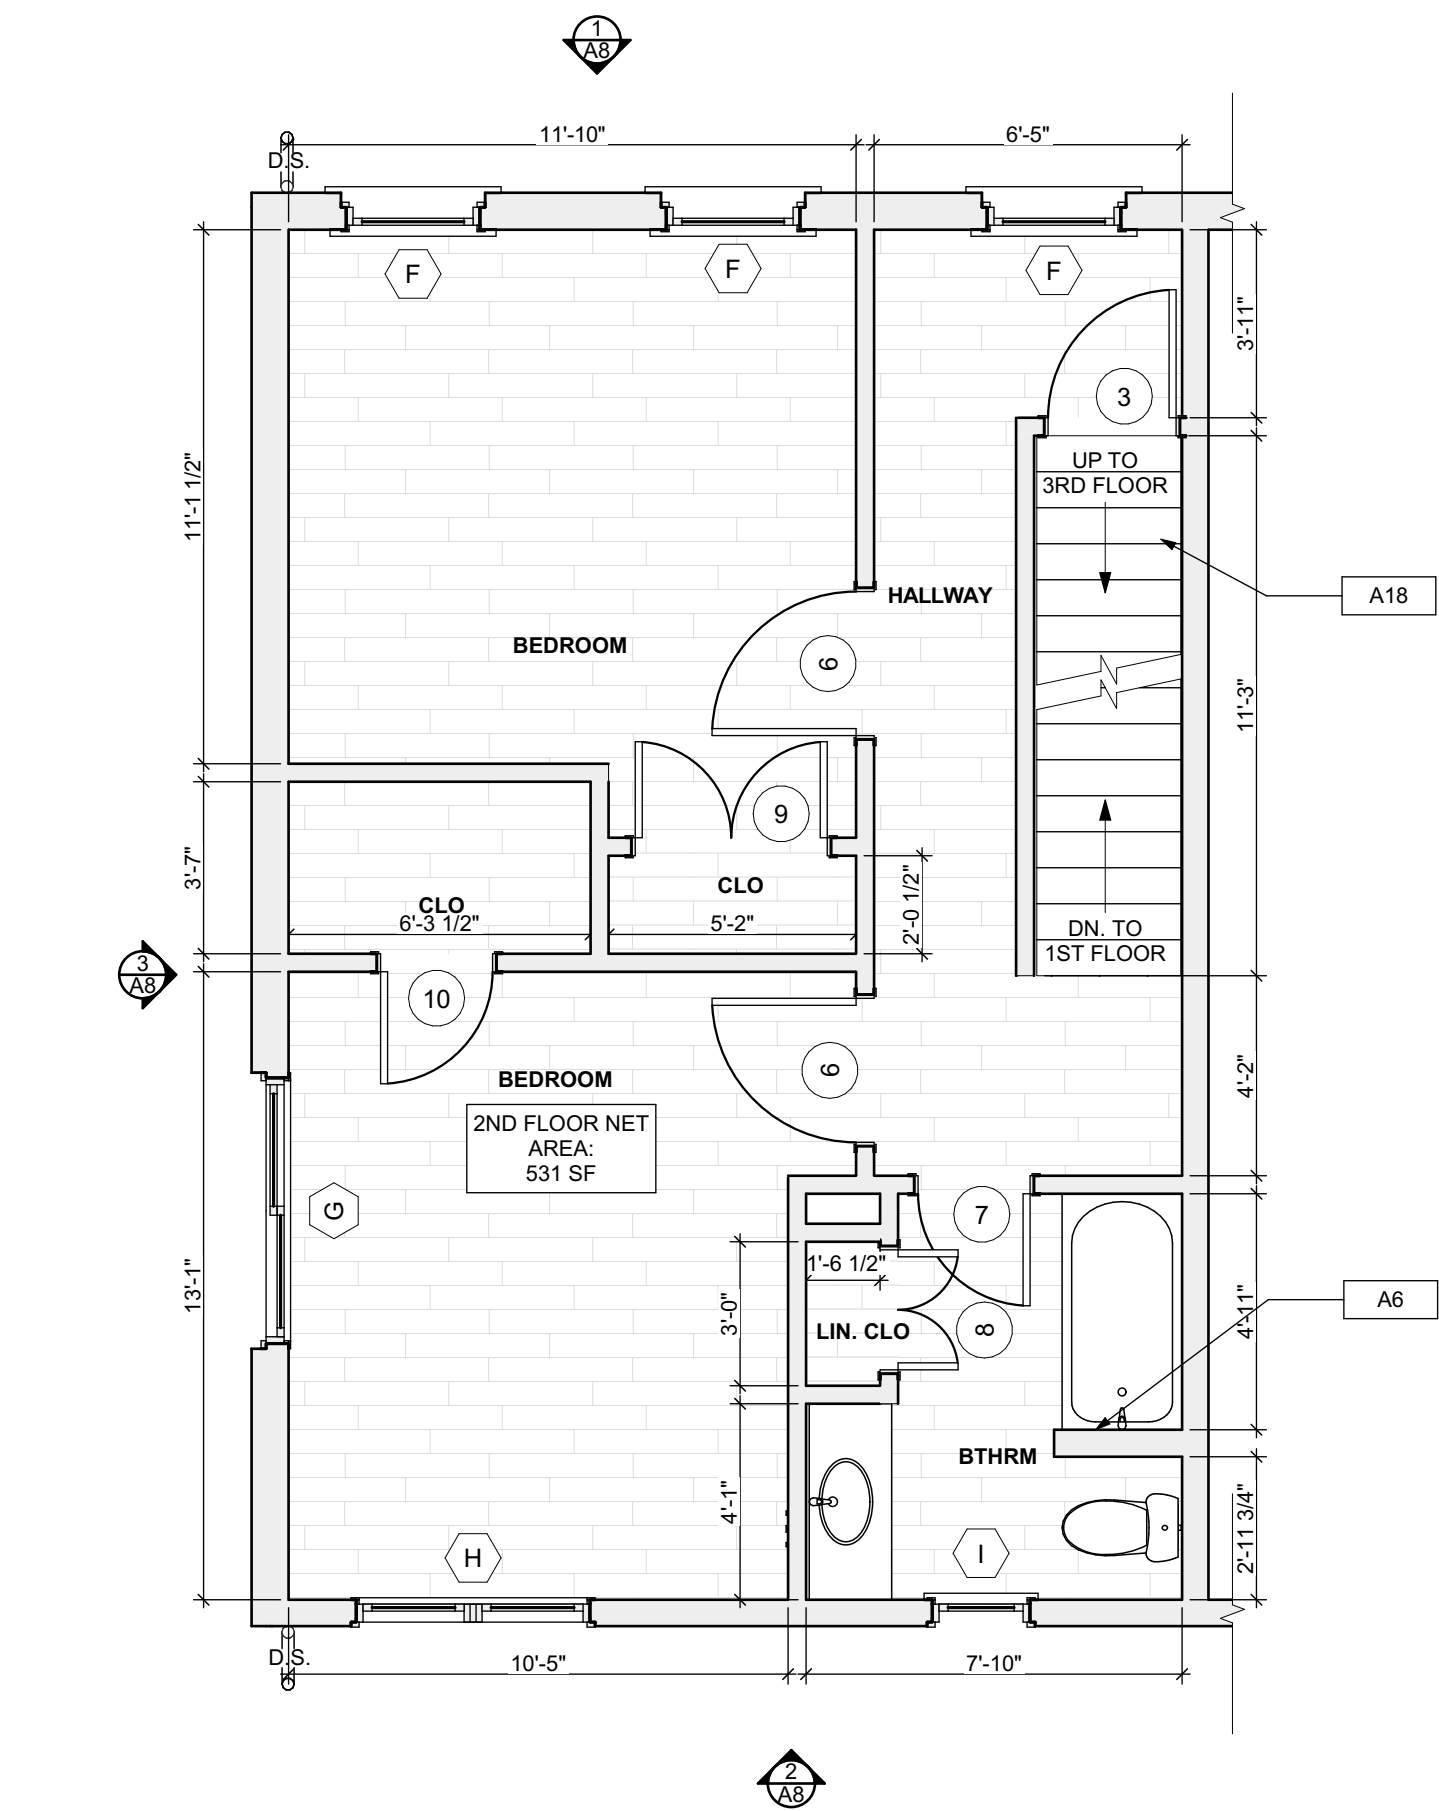 1
A8
11'-10"
6'-5"
D.S.
F
F
F
3'-11"
3
UP TO
3RD FLOOR
11'-1 1/2"
A18
HALLWAY
BEDROOM
6
11'-3"
9
3'-7"
CLO
6'-3 1/2"
CLO
5'-2"
2'-0 1/2"
DN. TO
1ST FLOOR
3
A8
10
6
BEDROOM
4'-2"
2ND FLOOR NET
AREA:
531 SF
G
7
1'-6 1/2"
13'-1"
3'-0"
LIN. CLO
8
4'-11"
A6
BTHRM
4'-1"
2'-11 3/4"
H
I
D.S.
10'-5"
7'-10"
2
A8